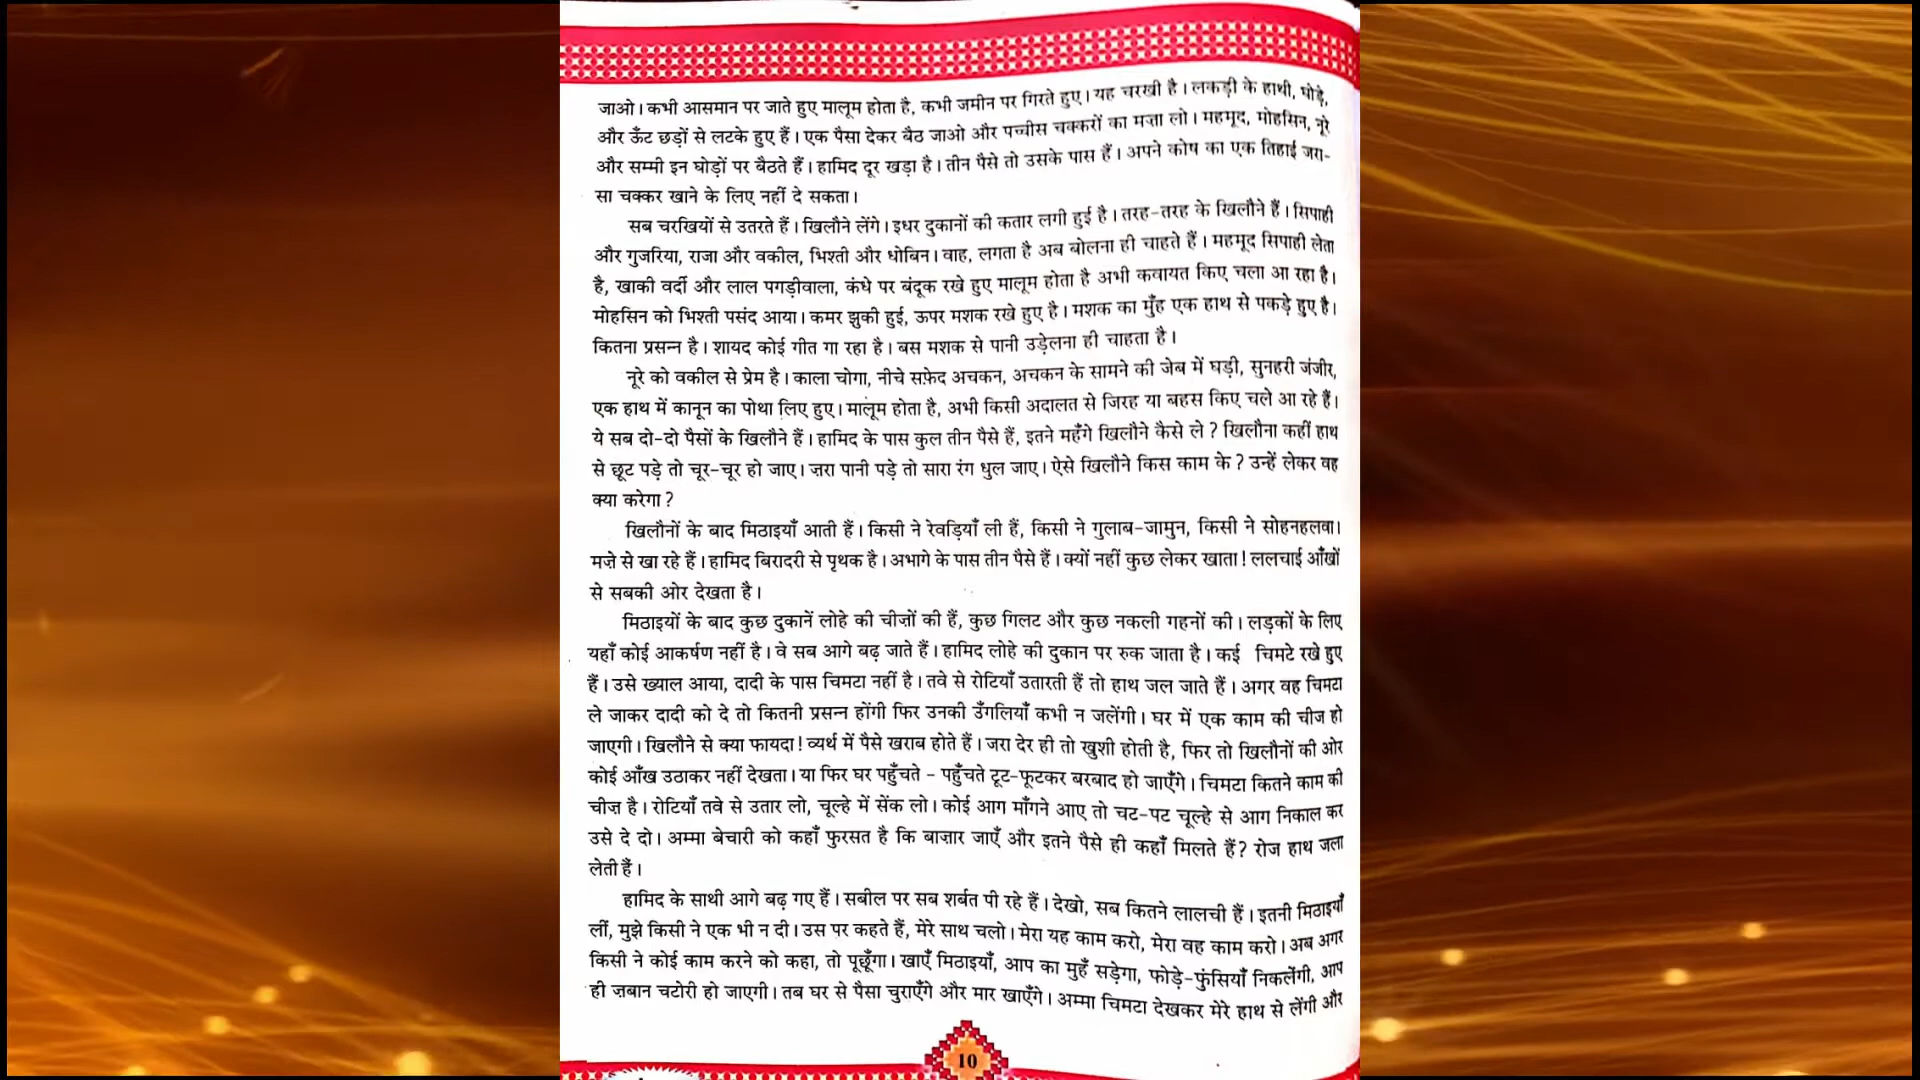 जाओ। कभी आसमान पर जाते हुए मालूम होता है, कभी जमीन पर गिरते हुए। यह चरखी है। लकड़ी के हाथी, घोड़े,
और ऊँट छड़ों से लटके हुए हैं। एक पैसा देकर बैठ जाओ और पच्चीस चक्करों का मज़ा लो। महमूद, मोहसिन, नूरे
और सम्मी इन घोड़ों पर बैठते हैं। हामिद दूर खड़ा है। तीन पैसे तो उसके पास हैं। अपने कोष का एक तिहाई जरा-
सा चक्कर खाने के लिए नहीं दे सकता।
सब चरखियों से उतरते हैं। खिलौने लेंगे। इधर दुकानों की कतार लगी हुई है। तरह-तरह के खिलौने हैं। सिपाही
और गुजरिया, राजा और वकील, भिश्ती और धोबिन। वाह, लगता है अब बोलना ही चाहते हैं। महमूद सिपाही लेता
है, खाकी वर्दी और लाल पगड़ीवाला, कंधे पर बंदूक रखे हुए मालूम होता है अभी कवायत किए चला आ रहा है।
मोहसिन को भिश्ती पसंद आया। कमर झुकी हुई, ऊपर मशक रखे हुए है। मशक का मुँह एक हाथ से पकड़े हुए है।
कितना प्रसन्न है। शायद कोई गीत गा रहा है। बस मशक से पानी उड़ेलना ही चाहता है।
नूरे को वकील से प्रेम है। काला चोगा, नीचे सफ़ेद अचकन, अचकन के सामने की जेब में घड़ी, सुनहरी जंजीर,
एक हाथ में कानून का पोथा लिए हुए। मालूम होता है, अभी किसी अदालत से जिरह या बहस किए चले आ रहे हैं।
ये सब दो-दो पैसों के खिलौने हैं। हामिद के पास कुल तीन पैसे हैं, इतने महँगे खिलौने कैसे ले ? खिलौना कहीं हाथ
से छूट पड़े तो चूर-चूर हो जाए। ज़रा पानी पड़े तो सारा रंग धुल जाए। ऐसे खिलौने किस काम के ? उन्हें लेकर वह
क्या करेगा ?
खिलौनों के बाद मिठाइयाँ आती हैं। किसी ने रेवड़ियाँ ली हैं, किसी ने गुलाब-जामुन, किसी ने सोहनहलवा।
मज़े से खा रहे हैं। हामिद बिरादरी से पृथक है। अभागे के पास तीन पैसे हैं। क्यों नहीं कुछ लेकर खाता ! ललचाई आँखों
से सबकी ओर देखता है।
मिठाइयों के बाद कुछ दुकानें लोहे की चीज़ों की हैं, कुछ गिलट और कुछ नकली गहनों की। लड़कों के लिए
यहाँ कोई आकर्षण नहीं है। वे सब आगे बढ़ जाते हैं। हामिद लोहे की दुकान पर रुक जाता है। कई चिमटे रखे हुए
हैं। उसे ख्याल आया, दादी के पास चिमटा नहीं है। तवे से रोटियाँ उतारती हैं तो हाथ जल जाते हैं। अगर वह चिमटा
ले जाकर दादी को दे तो कितनी प्रसन्न होंगी फिर उनकी उँगलियाँ कभी न जलेंगी। घर में एक काम की चीज हो
जाएगी। खिलौने से क्या फायदा ! व्यर्थ में पैसे खराब होते हैं। जरा देर ही तो खुशी होती है, फिर तो खिलौनों की ओर
कोई आँख उठाकर नहीं देखता। या फिर घर पहुँचते - पहुँचते टूट-फूटकर बरबाद हो जाएँगे। चिमटा कितने काम की
चीज़ है। रोटियाँ तवे से उतार लो, चूल्हे में सेंक लो। कोई आग माँगने आए तो चट-पट चूल्हे से आग निकाल कर
उसे दे दो। अम्मा बेचारी को कहाँ फुरसत है कि बाज़ार जाएँ और इतने पैसे ही कहाँ मिलते हैं? रोज हाथ जला
लेती हैं।
हामिद के साथी आगे बढ़ गए हैं। सबील पर सब शर्बत पी रहे हैं। देखो, सब कितने लालची हैं। इतनी मिठाइयाँ
लीं, मुझे किसी ने एक भी न दी। उस पर कहते हैं, मेरे साथ चलो। मेरा यह काम करो, मेरा वह काम करो। अब अगर
किसी ने कोई काम करने को कहा, तो पूछूँगा। खाएँ मिठाइयाँ, आप का मुहँ सड़ेगा, फोड़े-फुंसियाँ निकलेंगी, आप
ही ज़बान चटोरी हो जाएगी। तब घर से पैसा चुराएँगे और मार खाएँगे। अम्मा चिमटा देखकर मेरे हाथ से लेंगी और
10